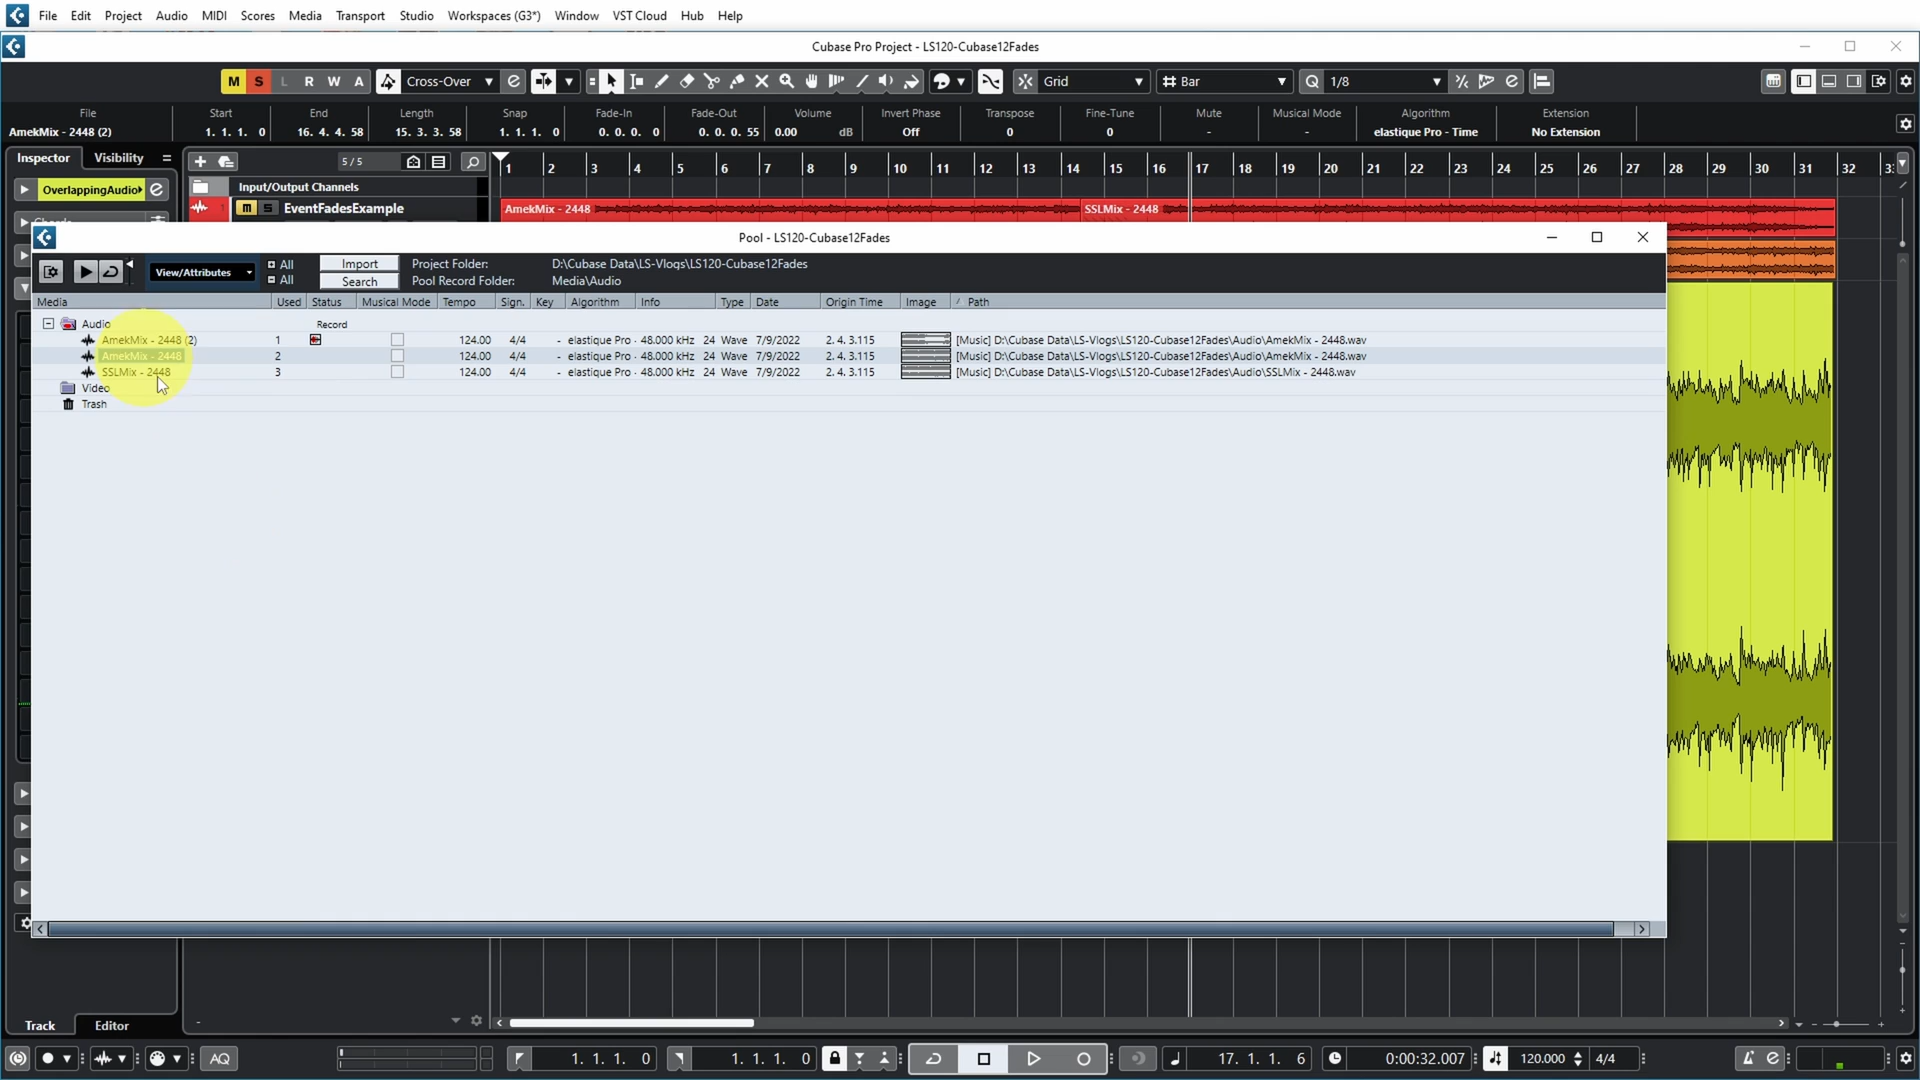 File Edit Project Audio MIDI Scores Media Transport Studio Workspaces (G3*) Window VST Cloud Hub Help
Cubase Pro Project - LS120-Cubase12Fades
M S L R W A Cross-Over e Grid Bar Q 1/8 e
File Start End Length Snap Fade-In Fade-Out Volume Invert Phase Transpose Fine-Tune Mute Musical Mode Algorithm Extension
AmekMix - 2448 (2) 1. 1. 1. 0 16. 4. 4. 58 15. 3. 3. 58 1. 1. 1. 0 0. 0. 0. 0 0. 0. 0. 55 0.00 dB Off 0 0 - - elastique Pro - Time No Extension
Inspector Visibility 5/5 1 2 3 4 5 6 7 8 9 10 11 12 13 14 15 16 17 18 19 20 21 22 23 24 25 26 27 28 29 30 31 32
OverlappingAudio e Input/Output Channels
1 m S EventFadesExample AmekMix - 2448 SSLMix - 2448
Chords
Pool - LS120-Cubase12Fades
View/Attributes All Import Project Folder: D:\Cubase Data\LS-Vlogs\LS120-Cubase12Fades
All Search Pool Record Folder: Media\Audio
Media Used Status Musical Mode Tempo Sign. Key Algorithm Info Type Date Origin Time Image Path
Audio Record
AmekMix - 2448 (2) 1 124.00 4/4 - elastique Pro - 48.000 kHz 24 Wave 7/9/2022 2. 4. 3.115 [Music] D:\Cubase Data\LS-Vlogs\LS120-Cubase12Fades\Audio\AmekMix - 2448.wav
AmekMix - 2448 2 124.00 4/4 - elastique Pro - 48.000 kHz 24 Wave 7/9/2022 2. 4. 3.115 [Music] D:\Cubase Data\LS-Vlogs\LS120-Cubase12Fades\Audio\AmekMix - 2448.wav
SSLMix - 2448 3 124.00 4/4 - elastique Pro - 48.000 kHz 24 Wave 7/9/2022 2. 4. 3.115 [Music] D:\Cubase Data\LS-Vlogs\LS120-Cubase12Fades\Audio\SSLMix - 2448.wav
Video
Trash
Track Editor -
AQ 1. 1. 1. 0 1. 1. 1. 0 17. 1. 1. 6 0:00:32.007 120.000 4/4 e